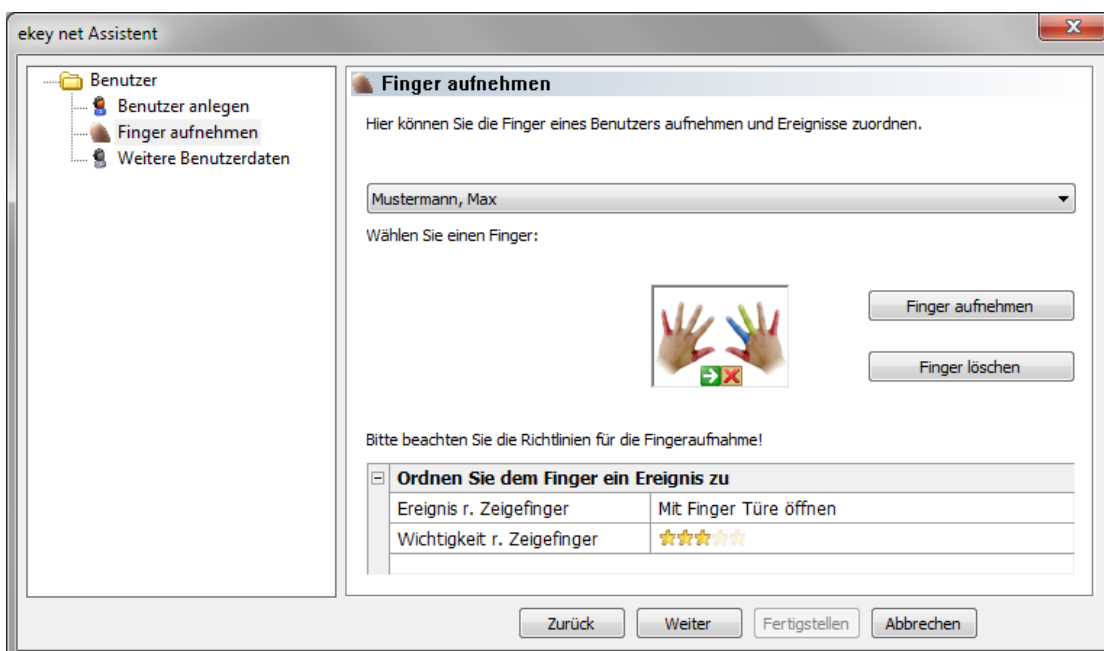 ekey net Assistent
Benutzer
Benutzer anlegen
Finger aufnehmen
Weitere Benutzerdaten
Finger aufnehmen
Hier können Sie die Finger eines Benutzers aufnehmen und Ereignisse zuordnen.
Mustermann, Max
Wählen Sie einen Finger:
Finger aufnehmen
Finger löschen
Bitte beachten Sie die Richtlinien für die Fingeraufnahme!
Ordnen Sie dem Finger ein Ereignis zu
Ereignis r. Zeigefinger Mit Finger Türe öffnen
Wichtigkeit r. Zeigefinger
Zurück Weiter Fertigstellen Abbrechen